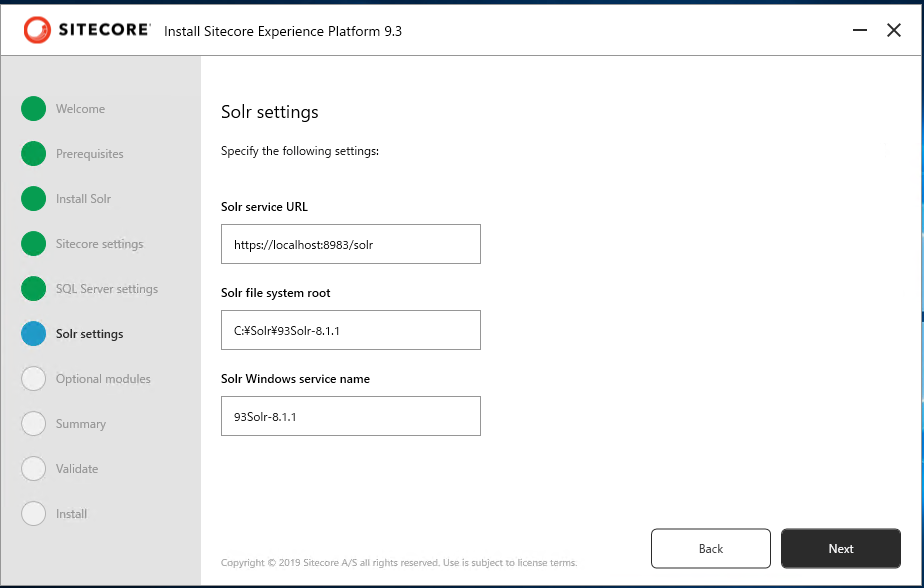 SITECORE Install Sitecore Experience Platform 9.3
Welcome
Prerequisites
Install Solr
Sitecore settings
SQL Server settings
Solr settings
Optional modules
Summary
Validate
Install
Solr settings
Specify the following settings:
Solr service URL
https://localhost:8983/solr
Solr file system root
C:¥Solr¥93Solr-8.1.1
Solr Windows service name
93Solr-8.1.1
Back
Next
Copyright © 2019 Sitecore A/S all rights reserved. Use is subject to license terms.